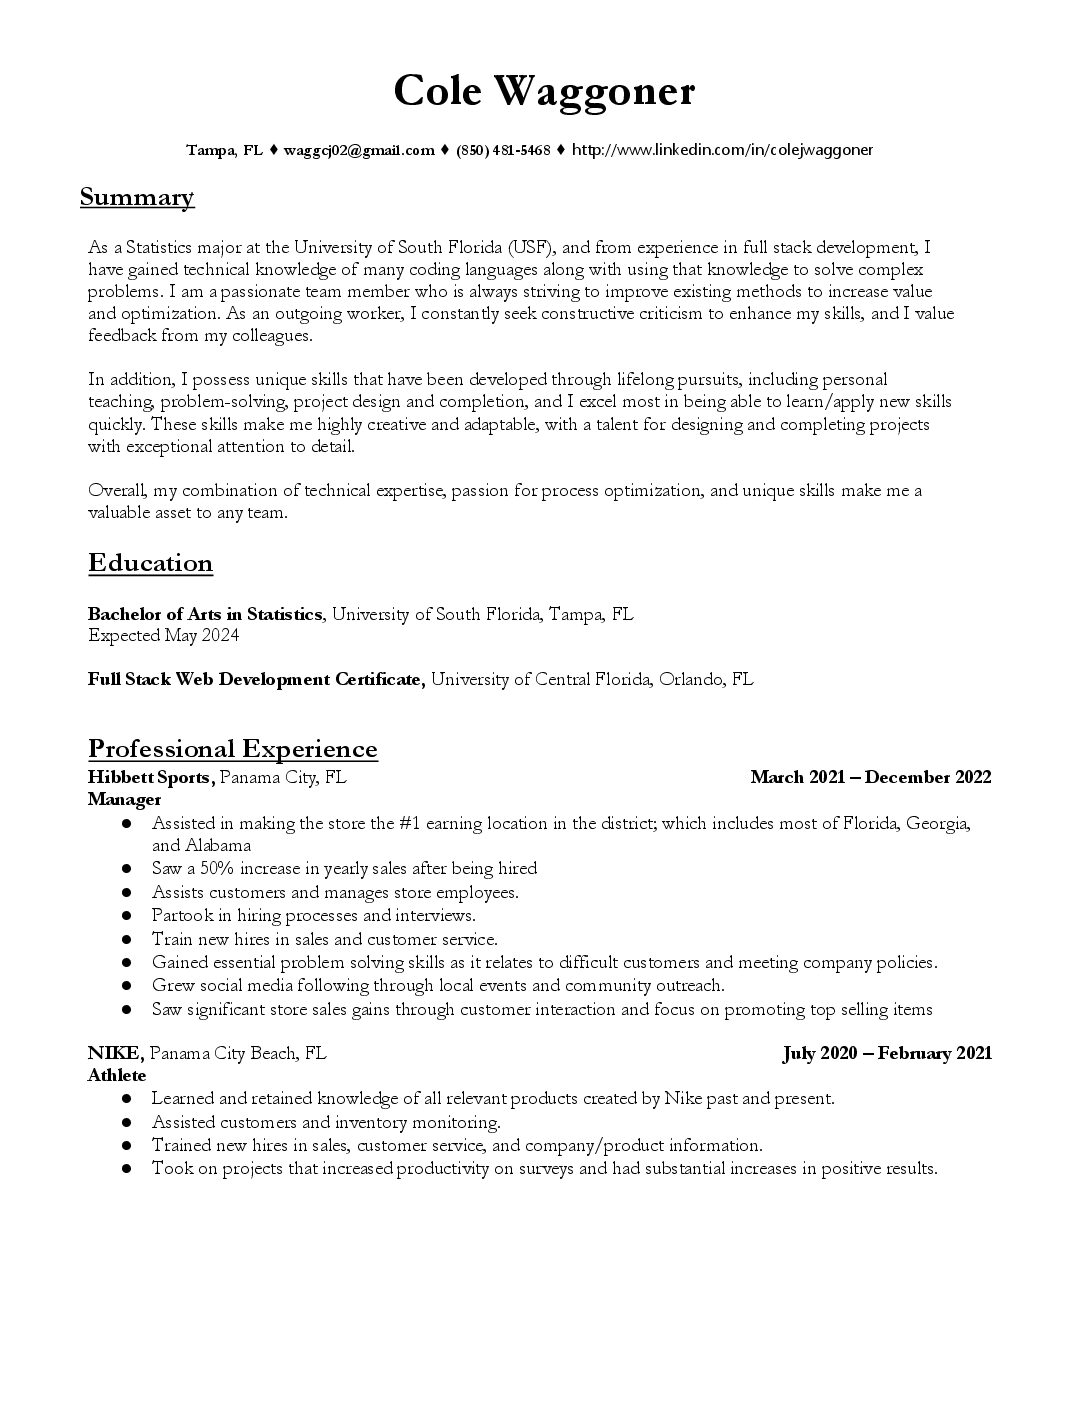 Cole Waggoner
Tampa, FL ♦ waggcj02@gmail.com ♦ (850) 481-5468 ♦ http://www.linkedin.com/in/colejwaggoner
Summary
As a Statistics major at the University of South Florida (USF), and from experience in full stack development, I
have gained technical knowledge of many coding languages along with using that knowledge to solve complex
problems. I am a passionate team member who is always striving to improve existing methods to increase value
and optimization. As an outgoing worker, I constantly seek constructive criticism to enhance my skills, and I value
feedback from my colleagues.
In addition, I possess unique skills that have been developed through lifelong pursuits, including personal
teaching, problem-solving, project design and completion, and I excel most in being able to learn/apply new skills
quickly. These skills make me highly creative and adaptable, with a talent for designing and completing projects
with exceptional attention to detail.
Overall, my combination of technical expertise, passion for process optimization, and unique skills make me a
valuable asset to any team.
Education
Bachelor of Arts in Statistics, University of South Florida, Tampa, FL
Expected May 2024
Full Stack Web Development Certificate, University of Central Florida, Orlando, FL
Professional Experience
Hibbett Sports, Panama City, FL March 2021 – December 2022
Manager
● Assisted in making the store the #1 earning location in the district; which includes most of Florida, Georgia,
and Alabama
● Saw a 50% increase in yearly sales after being hired
● Assists customers and manages store employees.
● Partook in hiring processes and interviews.
● Train new hires in sales and customer service.
● Gained essential problem solving skills as it relates to difficult customers and meeting company policies.
● Grew social media following through local events and community outreach.
● Saw significant store sales gains through customer interaction and focus on promoting top selling items
NIKE, Panama City Beach, FL July 2020 – February 2021
Athlete
● Learned and retained knowledge of all relevant products created by Nike past and present.
● Assisted customers and inventory monitoring.
● Trained new hires in sales, customer service, and company/product information.
● Took on projects that increased productivity on surveys and had substantial increases in positive results.